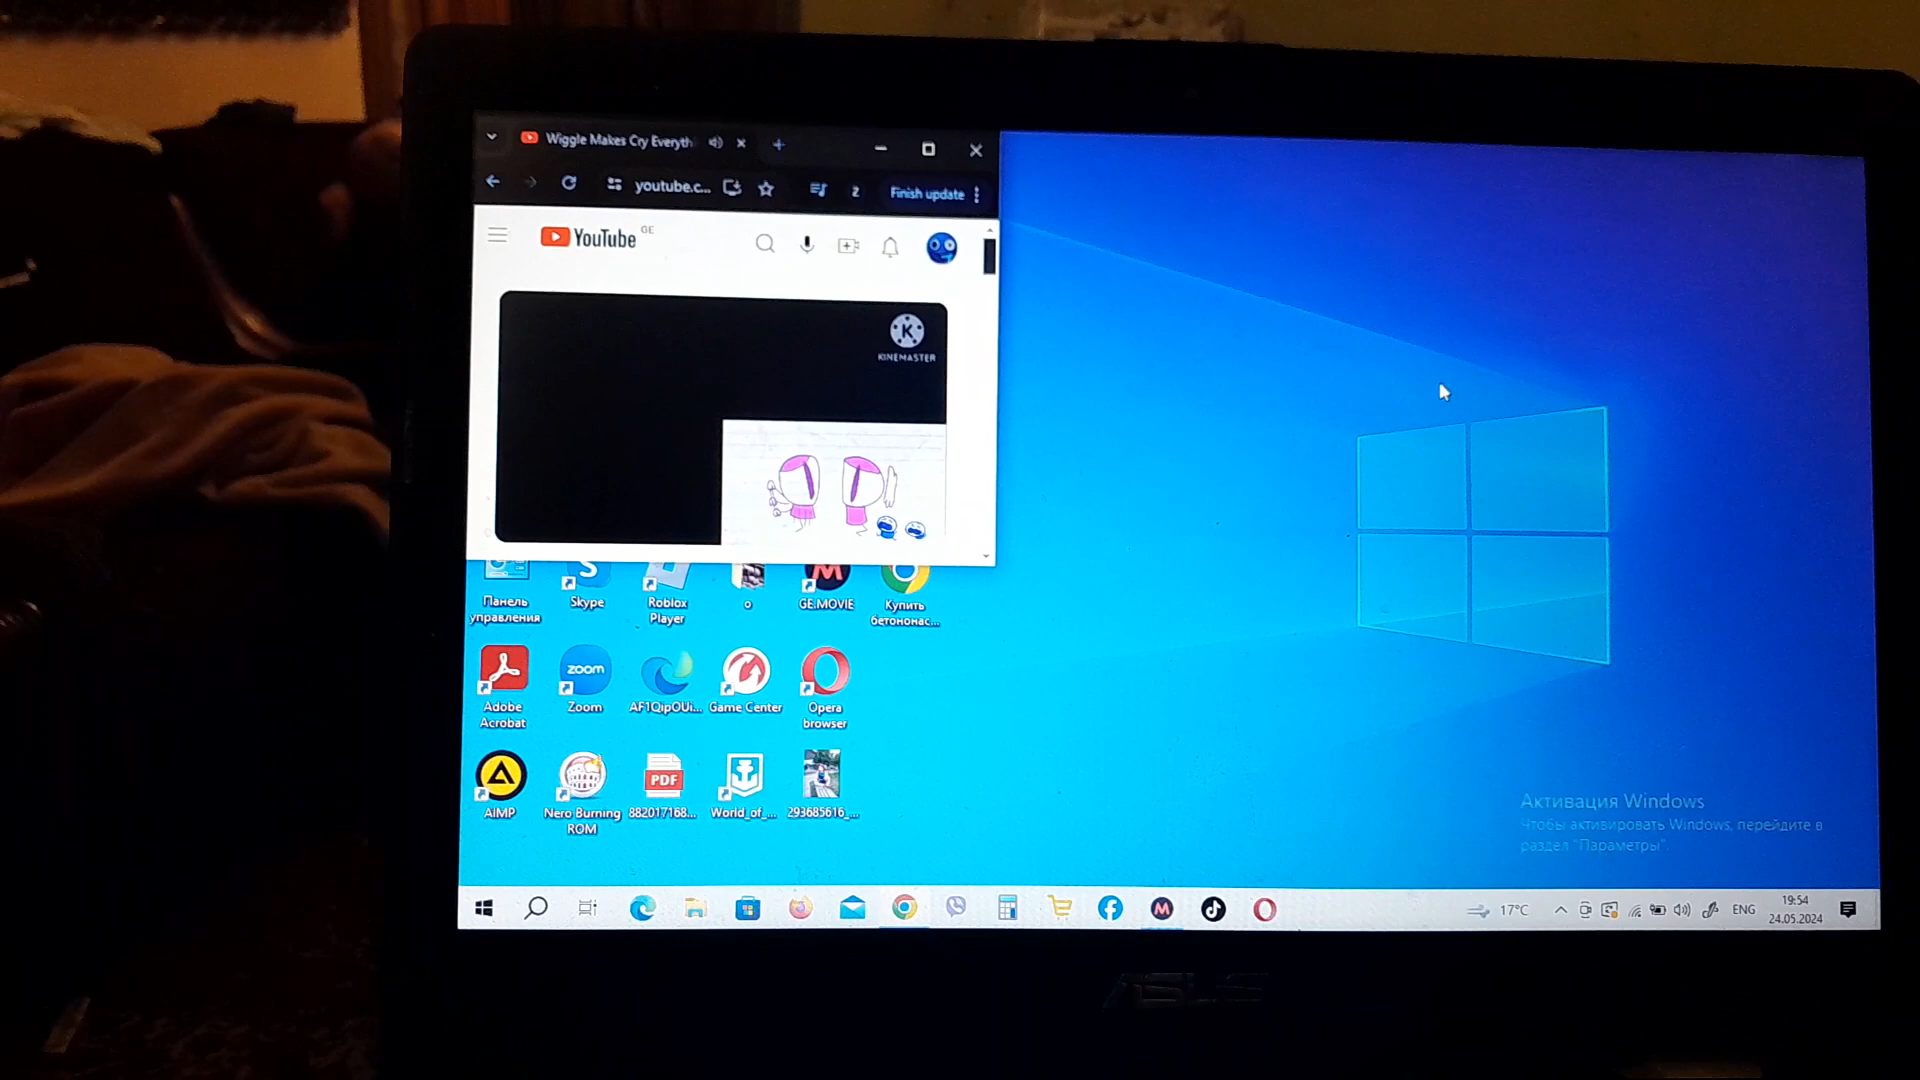 Wiggle Makes Cry Everyth
youtube.c...
2
Finish update
YouTube GE
K
KINEMASTER
Панель
управления
Skype
Roblox
Player
o
GE.MOVIE
Купить
бетононас...
Adobe
Acrobat
zoom
Zoom
AF1QipOUi...
Game Center
Opera
browser
AIMP
Nero Burning
ROM
PDF
882017168...
World_of_...
293685616_...
Активация Windows
Чтобы активировать Windows, перейдите в
раздел "Параметры".
17°C
ENG
19:54
24.05.2024
ASUS